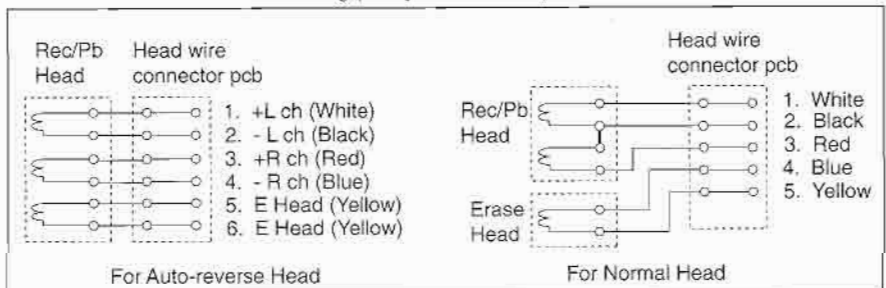 Rec/Pb Head
Head wire connector pcb
1. +L ch (White)
2. - L ch (Black)
3. +R ch (Red)
4. - R ch (Blue)
5. E Head (Yellow)
6. E Head (Yellow)
For Auto-reverse Head
Head wire connector pcb
Rec/Pb Head
Erase Head
1. White
2. Black
3. Red
4. Blue
5. Yellow
For Normal Head